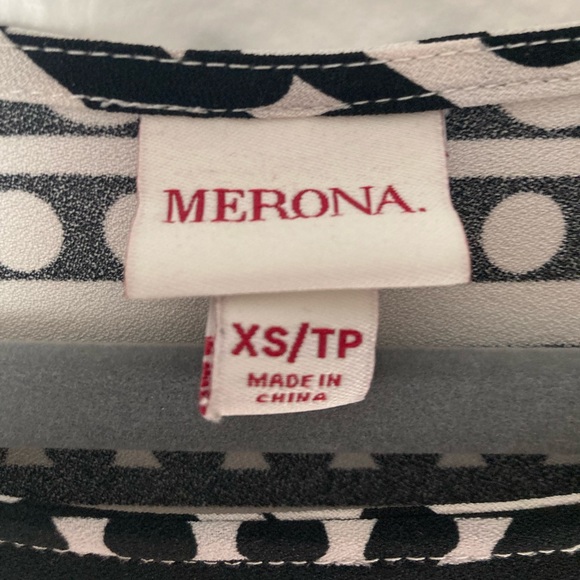 MERONA.
XS/TP
MADE IN
CHINA